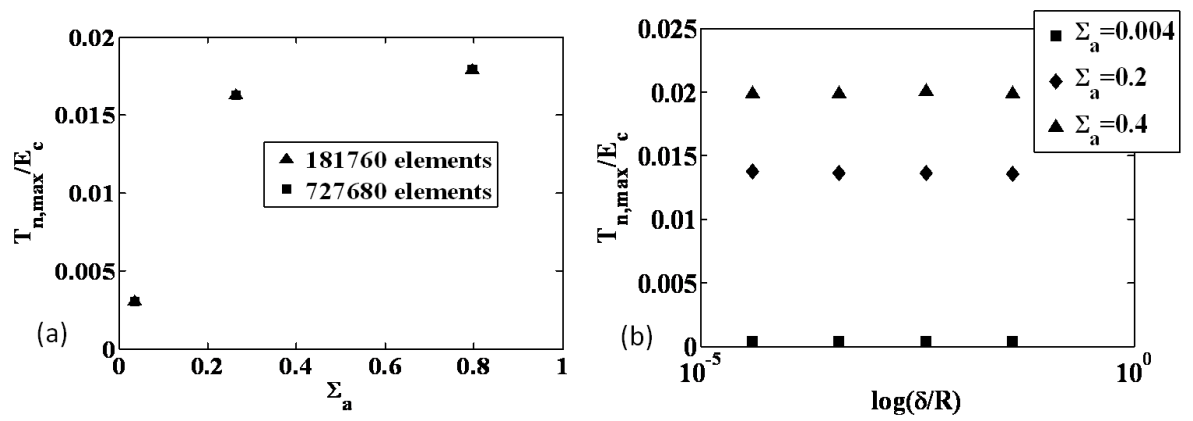 0.02
0.015
0.01
0.005
0
T_n,max/E_c
181760 elements
727680 elements
(a)
0 0.2 0.4 0.6 0.8 1
Σ_a
0.025
0.02
0.015
0.01
0.005
0
T_n,max/E_c
Σ_a=0.004
Σ_a=0.2
Σ_a=0.4
(b)
10^-5 10^0
log(δ/R)